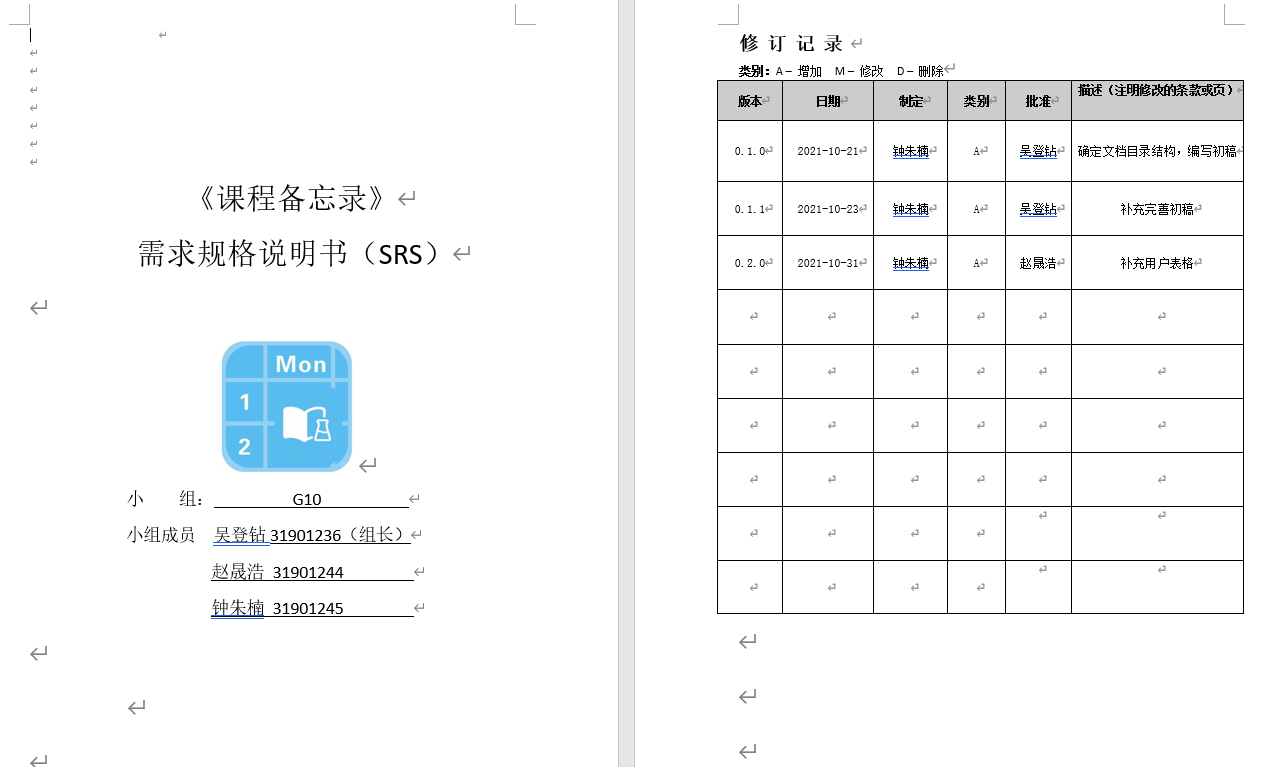 《课程备忘录》
需求规格说明书（SRS）
Mon
1
2
小　　组： G10
小组成员 吴登钻 31901236（组长）
赵晟浩 31901244
钟朱楠 31901245
修 订 记 录
类别：A－ 增加 M－ 修改 D－ 删除
版本 日期 制定 类别 批准 描述（注明修改的条款或页）
0.1.0 2021-10-21 钟朱楠 A 吴登钻 确定文档目录结构，编写初稿
0.1.1 2021-10-23 钟朱楠 A 吴登钻 补充完善初稿
0.2.0 2021-10-31 钟朱楠 A 赵晟浩 补充用户表格